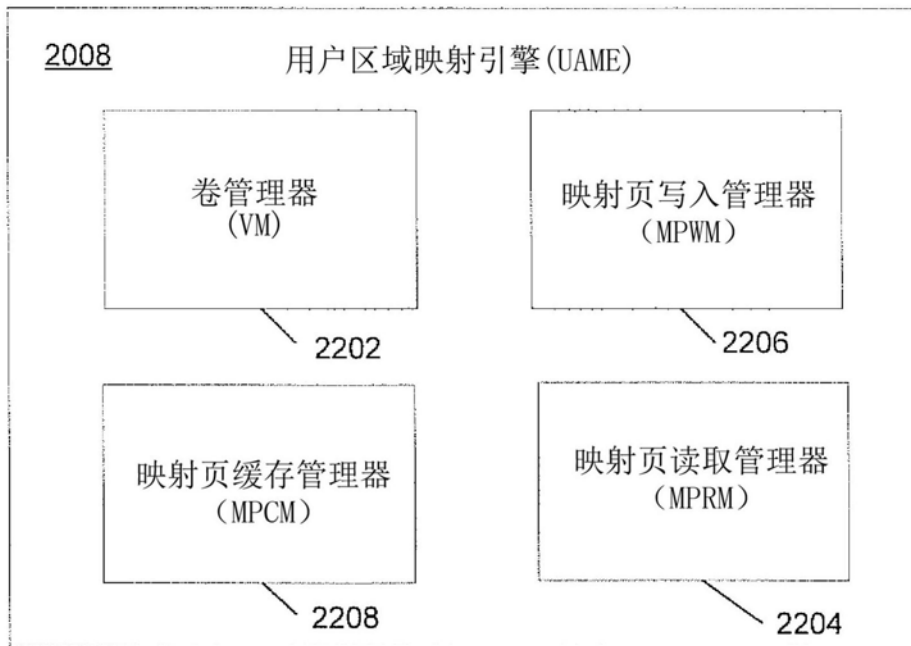 2008
用户区域映射引擎(UAME)
卷管理器
(VM)
2202
映射页写入管理器
(MPWM)
2206
映射页缓存管理器
(MPCM)
2208
映射页读取管理器
(MPRM)
2204